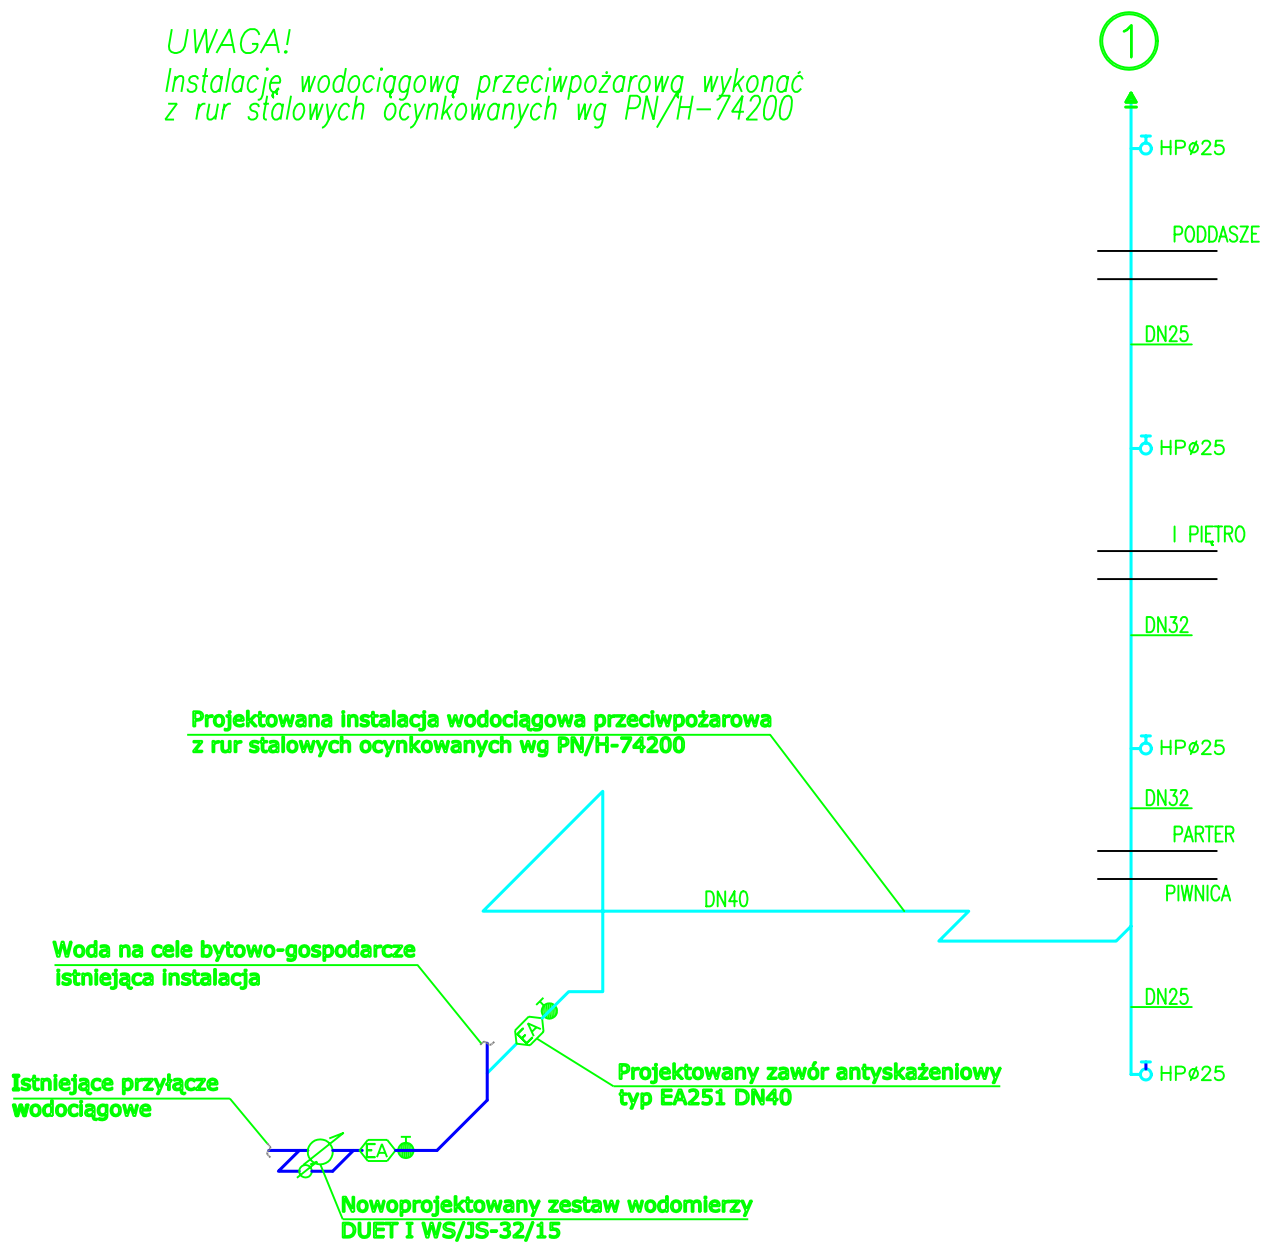 UWAGA!
Instalację wodociągową przeciwpożarową wykonać
z rur stalowych ocynkowanych wg PN/H-74200
1
HPø25
PODDASZE
DN25
HPø25
I PIĘTRO
DN32
Projektowana instalacja wodociągowa przeciwpożarowa
z rur stalowych ocynkowanych wg PN/H-74200
HPø25
DN32
PARTER
PIWNICA
DN40
Woda na cele bytowo-gospodarcze
istniejąca instalacja
DN25
EA
Projektowany zawór antyskażeniowy
typ EA251 DN40
HPø25
Istniejące przyłącze
wodociągowe
EA
Nowoprojektowany zestaw wodomierzy
DUET I WS/JS-32/15